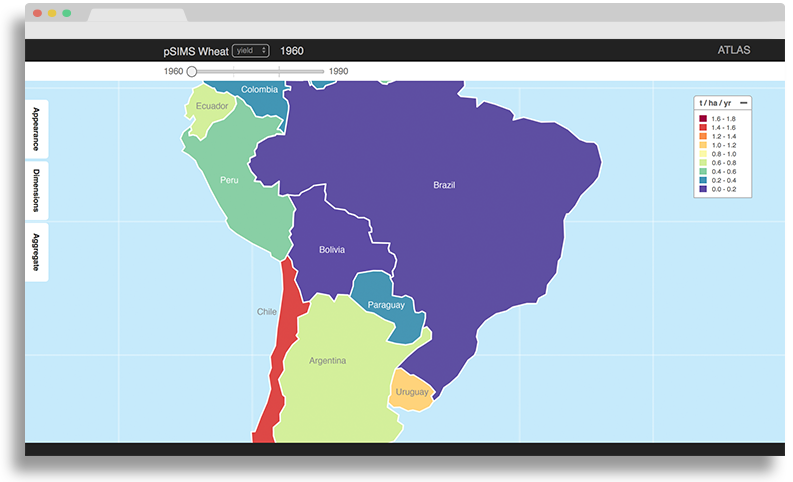 pSIMS Wheat yield 1960
ATLAS
1960 1990
Appearance
Dimensions
Aggregate
t / ha / yr
1.6 - 1.8
1.4 - 1.6
1.2 - 1.4
1.0 - 1.2
0.8 - 1.0
0.6 - 0.8
0.4 - 0.6
0.2 - 0.4
0.0 - 0.2
Colombia
Ecuador
Peru
Brazil
Bolivia
Paraguay
Chile
Argentina
Uruguay